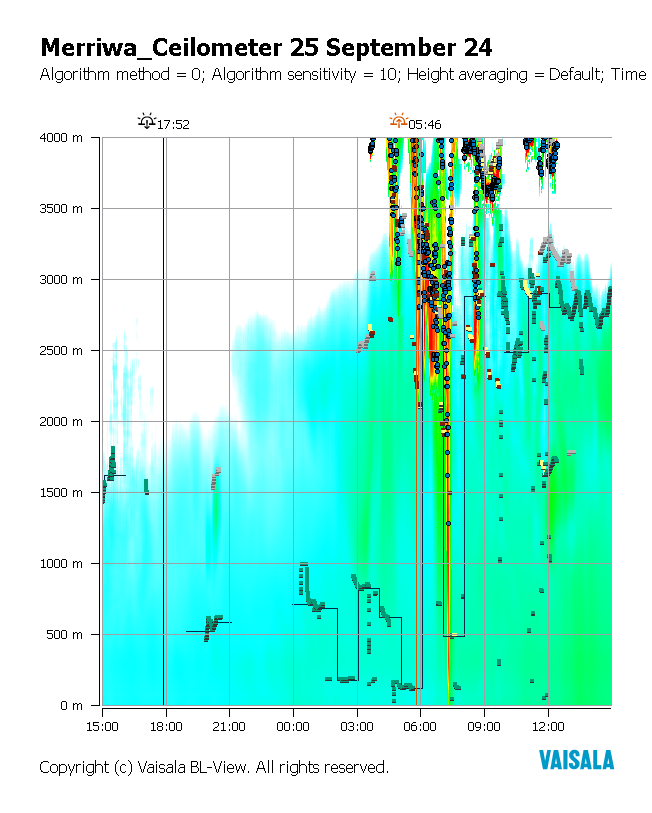 Merriwa_Ceilometer 25 September 24
Algorithm method = 0; Algorithm sensitivity = 10; Height averaging = Default; Time
17:52 05:46
4000 m
3500 m
3000 m
2500 m
2000 m
1500 m
1000 m
500 m
0 m
15:00 18:00 21:00 00:00 03:00 06:00 09:00 12:00
Copyright (c) Vaisala BL-View. All rights reserved.
VAISALA